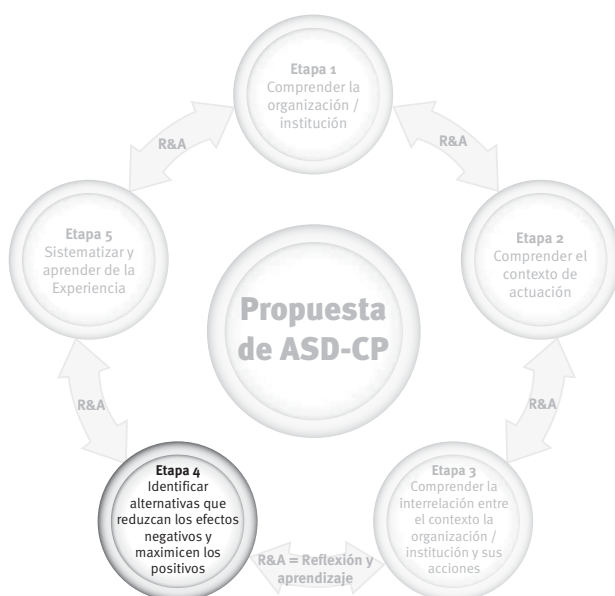 Etapa 1
Comprender la
organización /
institución
R&A
R&A
Etapa 5
Sistematizar y
aprender de la
Experiencia
Etapa 2
Comprender el
contexto de
actuación
Propuesta
de ASD-CP
R&A
R&A
Etapa 4
Identificar
alternativas que
reduzcan los efectos
negativos y
maximicen los
positivos
Etapa 3
Comprender la
interrelación entre
el contexto la
organización /
institución y sus
acciones
R&A = Reflexión y
aprendizaje